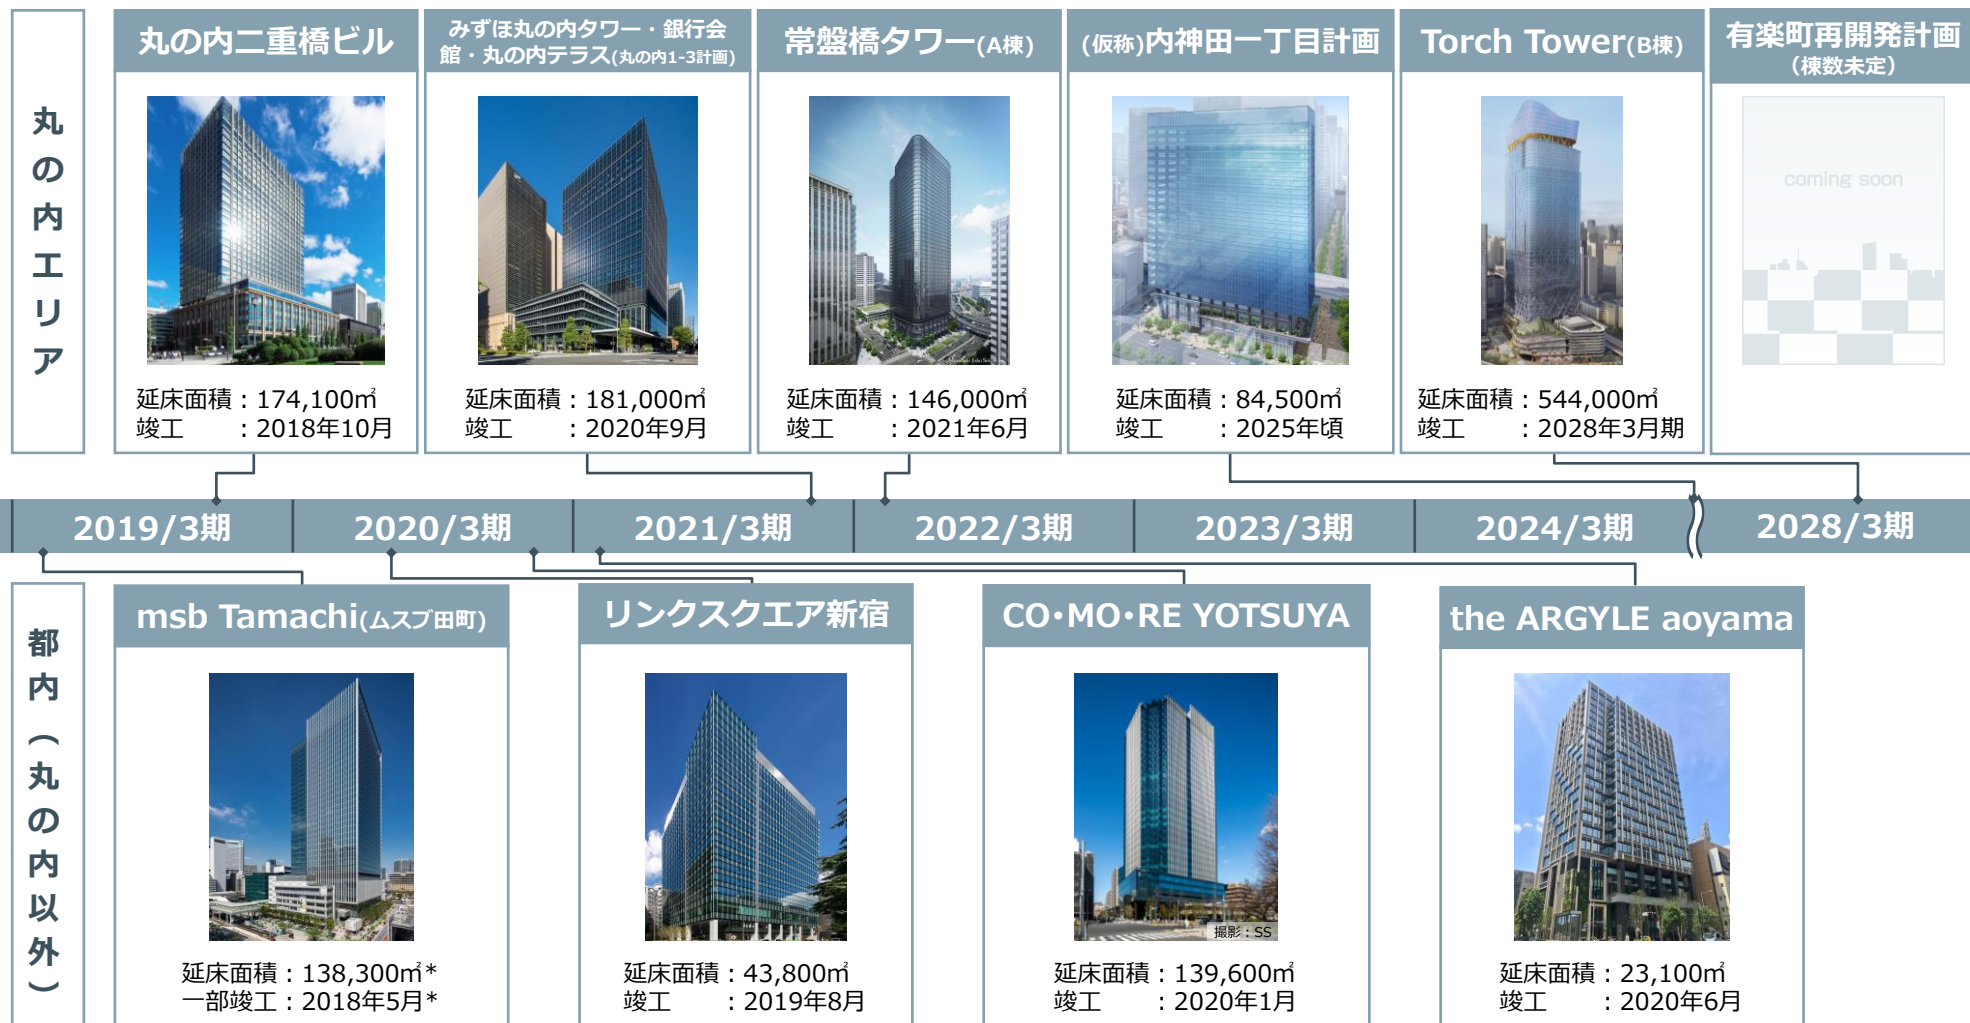 丸の内エリア
丸の内二重橋ビル
延床面積：174,100㎡
竣工　　：2018年10月
みずほ丸の内タワー・銀行会
館・丸の内テラス(丸の内1-3計画)
延床面積：181,000㎡
竣工　　：2020年9月
常盤橋タワー(A棟)
延床面積：146,000㎡
竣工　　：2021年6月
(仮称)内神田一丁目計画
延床面積：84,500㎡
竣工　　：2025年頃
Torch Tower(B棟)
延床面積：544,000㎡
竣工　　：2028年3月期
有楽町再開発計画
（棟数未定）
coming soon
2019/3期
2020/3期
2021/3期
2022/3期
2023/3期
2024/3期
2028/3期
都内（丸の内以外）
msb Tamachi(ムスブ田町)
延床面積：138,300㎡*
一部竣工：2018年5月*
リンクスクエア新宿
延床面積：43,800㎡
竣工　　：2019年8月
CO・MO・RE YOTSUYA
撮影：SS
延床面積：139,600㎡
竣工　　：2020年1月
the ARGYLE aoyama
延床面積：23,100㎡
竣工　　：2020年6月